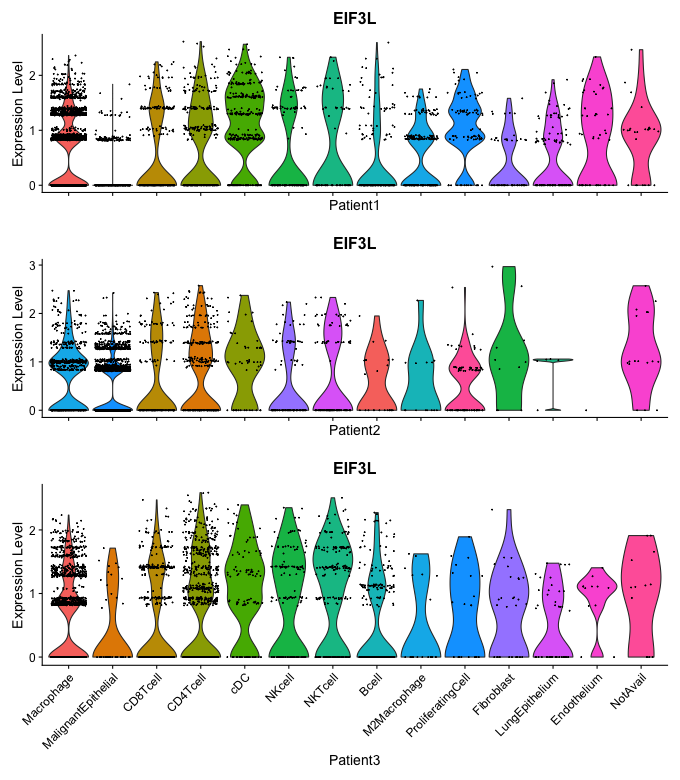 EIF3L
Expression Level
2
1
0
Patient1
EIF3L
Expression Level
3
2
1
0
Patient2
EIF3L
Expression Level
2
1
0
Macrophage
MalignantEpithelial
CD8Tcell
CD4Tcell
cDC
NKcell
NKTcell
Bcell
M2Macrophage
ProliferatingCell
Fibroblast
LungEpithelium
Endothelium
NotAvail
Patient3